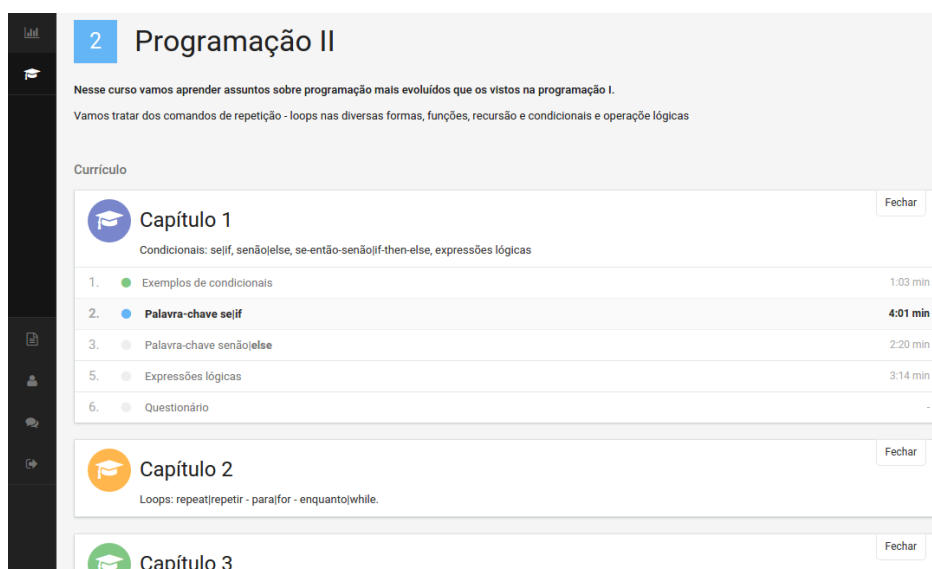 2 Programação II
Nesse curso vamos aprender assuntos sobre programação mais evoluídos que os vistos na programação I.
Vamos tratar dos comandos de repetição - loops nas diversas formas, funções, recursão e condicionais e operaçõe lógicas
Currículo
Fechar
Capítulo 1
Condicionais: se|if, senão|else, se-então-senão|if-then-else, expressões lógicas
1. Exemplos de condicionais 1:03 min
2. Palavra-chave se|if 4:01 min
3. Palavra-chave senão|else 2:20 min
5. Expressões lógicas 3:14 min
6. Questionário -
Fechar
Capítulo 2
Loops: repeat|repetir - para|for - enquanto|while.
Fechar
Capítulo 3